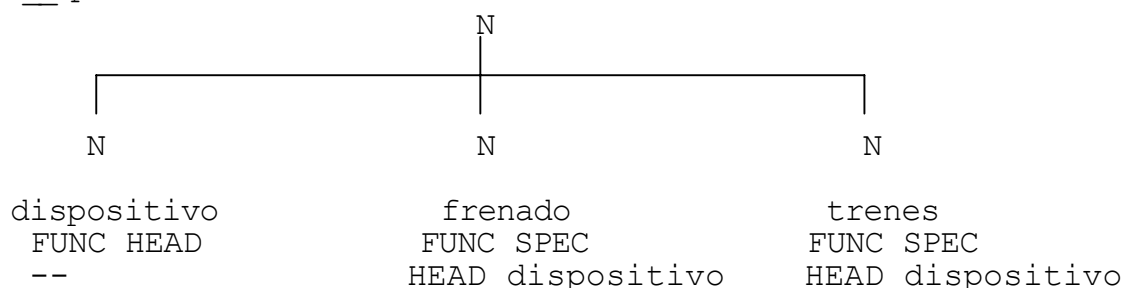 N
N N N
dispositivo frenado trenes
FUNC HEAD FUNC SPEC FUNC SPEC
-- HEAD dispositivo HEAD dispositivo